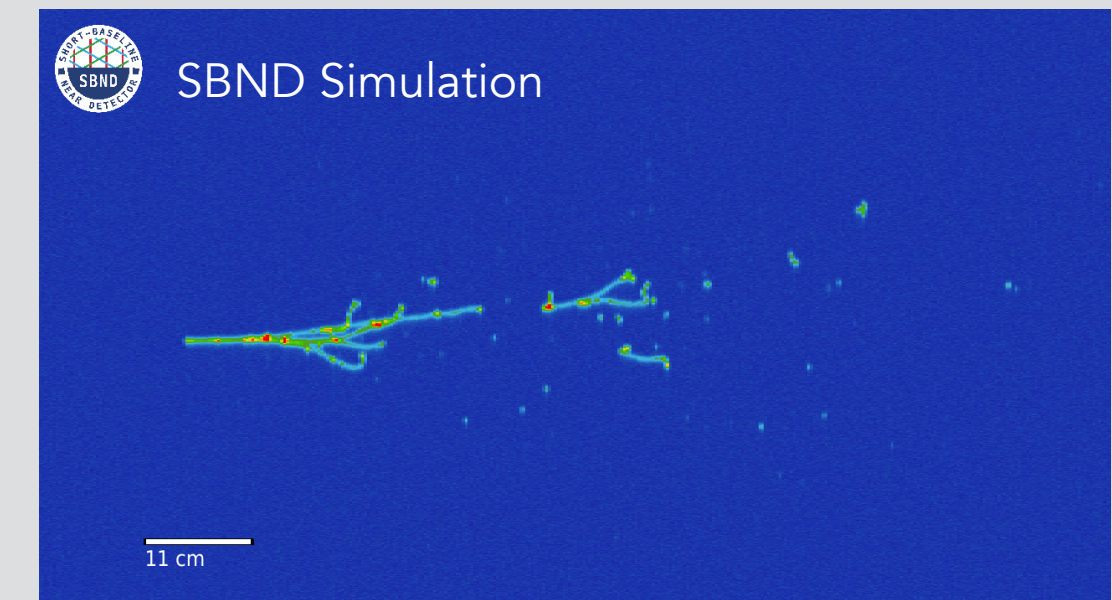 SHORT-BASELINE
SBND
NEAR DETECTOR
SBND Simulation
11 cm